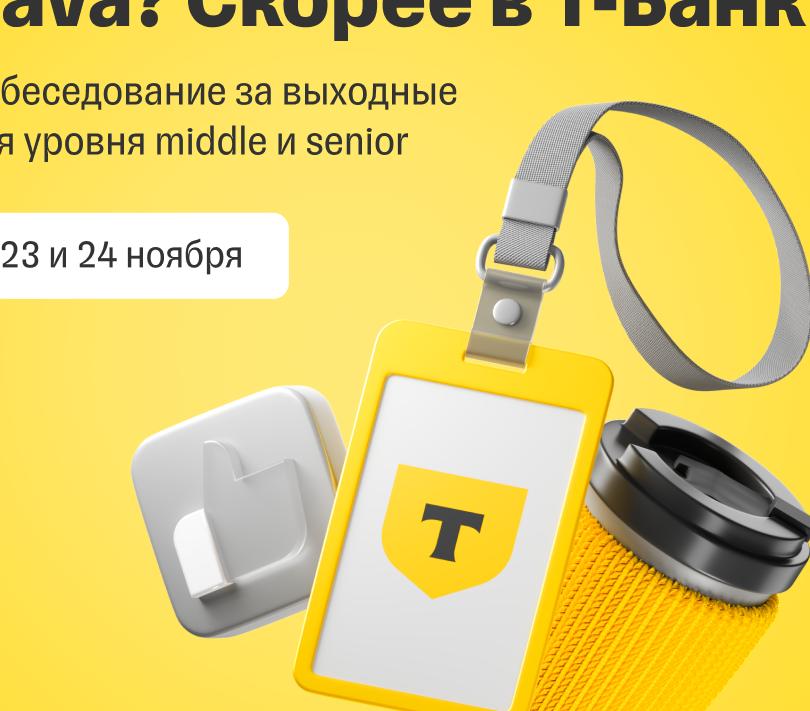 ava? Скорее в Т-Банк
беседование за выходные
я уровня middle и senior
23 и 24 ноября
Т